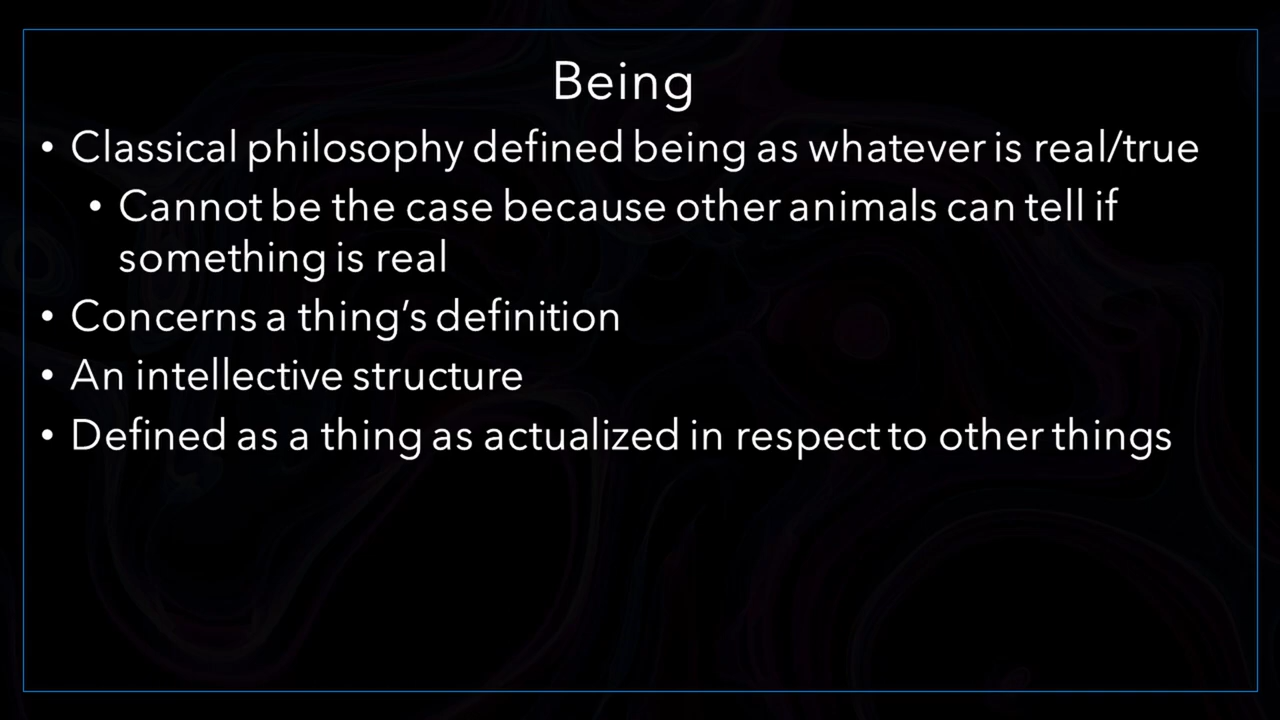 Being
• Classical philosophy defined being as whatever is real/true
• Cannot be the case because other animals can tell if
something is real
• Concerns a thing’s definition
• An intellective structure
• Defined as a thing as actualized in respect to other things